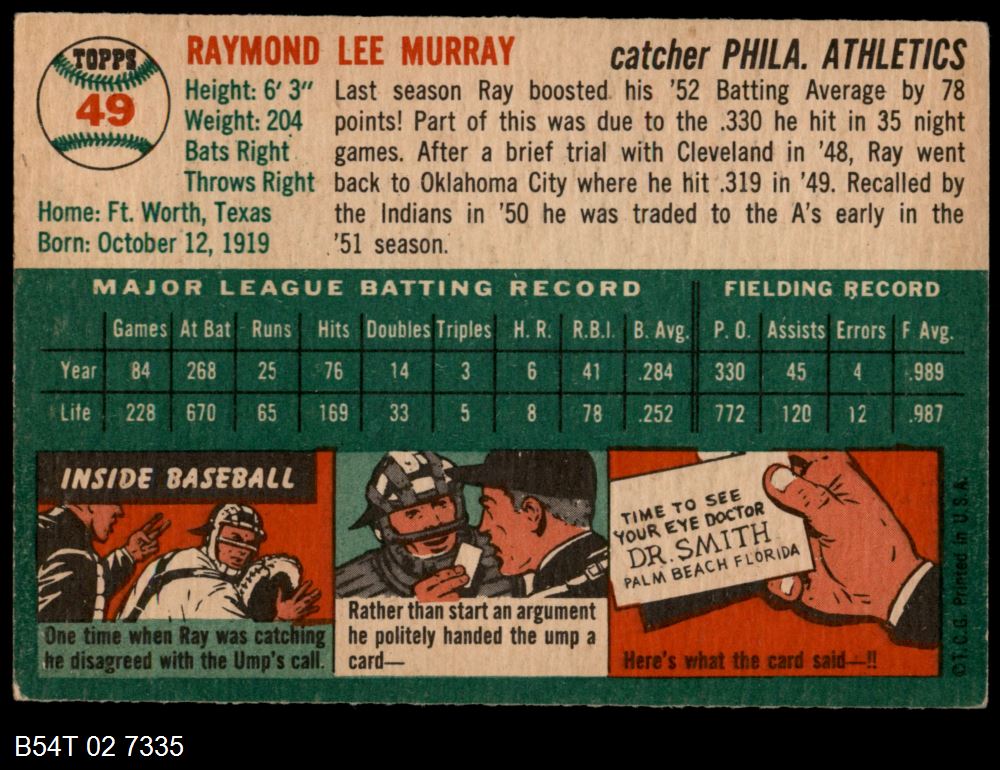 TOPPS
49
RAYMOND LEE MURRAY
catcher PHILA. ATHLETICS
Height: 6' 3"
Weight: 204
Bats Right
Throws Right
Home: Ft. Worth, Texas
Born: October 12, 1919
Last season Ray boosted his '52 Batting Average by 78
points! Part of this was due to the .330 he hit in 35 night
games. After a brief trial with Cleveland in '48, Ray went
back to Oklahoma City where he hit .319 in '49. Recalled by
the Indians in '50 he was traded to the A's early in the
'51 season.
MAJOR LEAGUE BATTING RECORD FIELDING RECORD
Games At Bat Runs Hits Doubles Triples H. R. R.B.I. B. Avg. P. O. Assists Errors F Avg.
Year 84 268 25 76 14 3 6 41 .284 330 45 4 .989
Life 228 670 65 169 33 5 8 78 .252 772 120 12 .987
INSIDE BASEBALL
One time when Ray was catching
he disagreed with the Ump's call.
Rather than start an argument
he politely handed the ump a
card—
TIME TO SEE
YOUR EYE DOCTOR
DR. SMITH
PALM BEACH FLORIDA
Here's what the card said—!!
© T.C.G. Printed in U.S.A.
B54T 02 7335